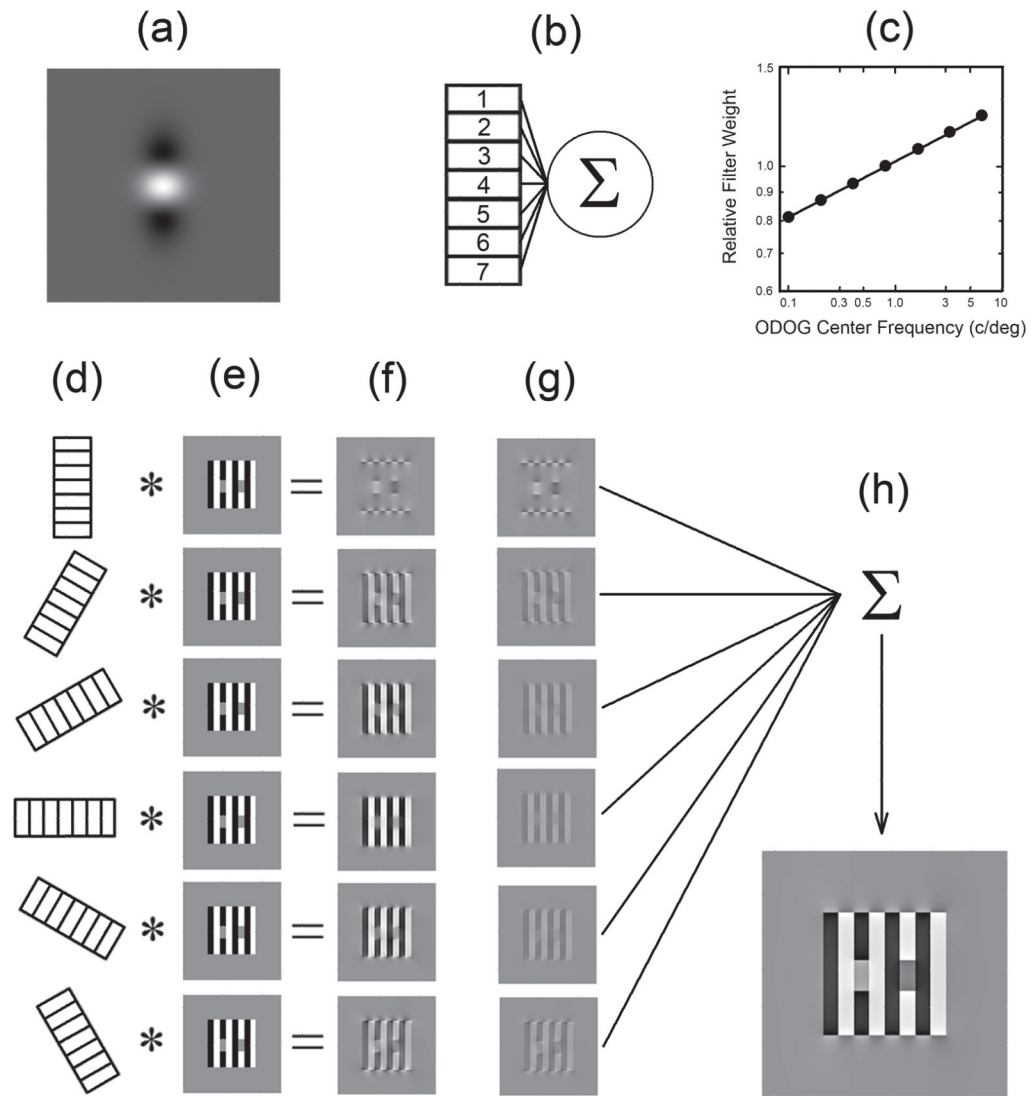 (a)
(b)
(c)
1
2
3
4
5
6
7
Σ
Relative Filter Weight
1.5
1.0
0.9
0.8
0.7
0.6
0.1
0.3
0.5
1.0
3
5
10
ODOG Center Frequency (c/deg)
(d)
(e)
(f)
(g)
(h)
* =
* =
* =
* =
* =
* =
Σ